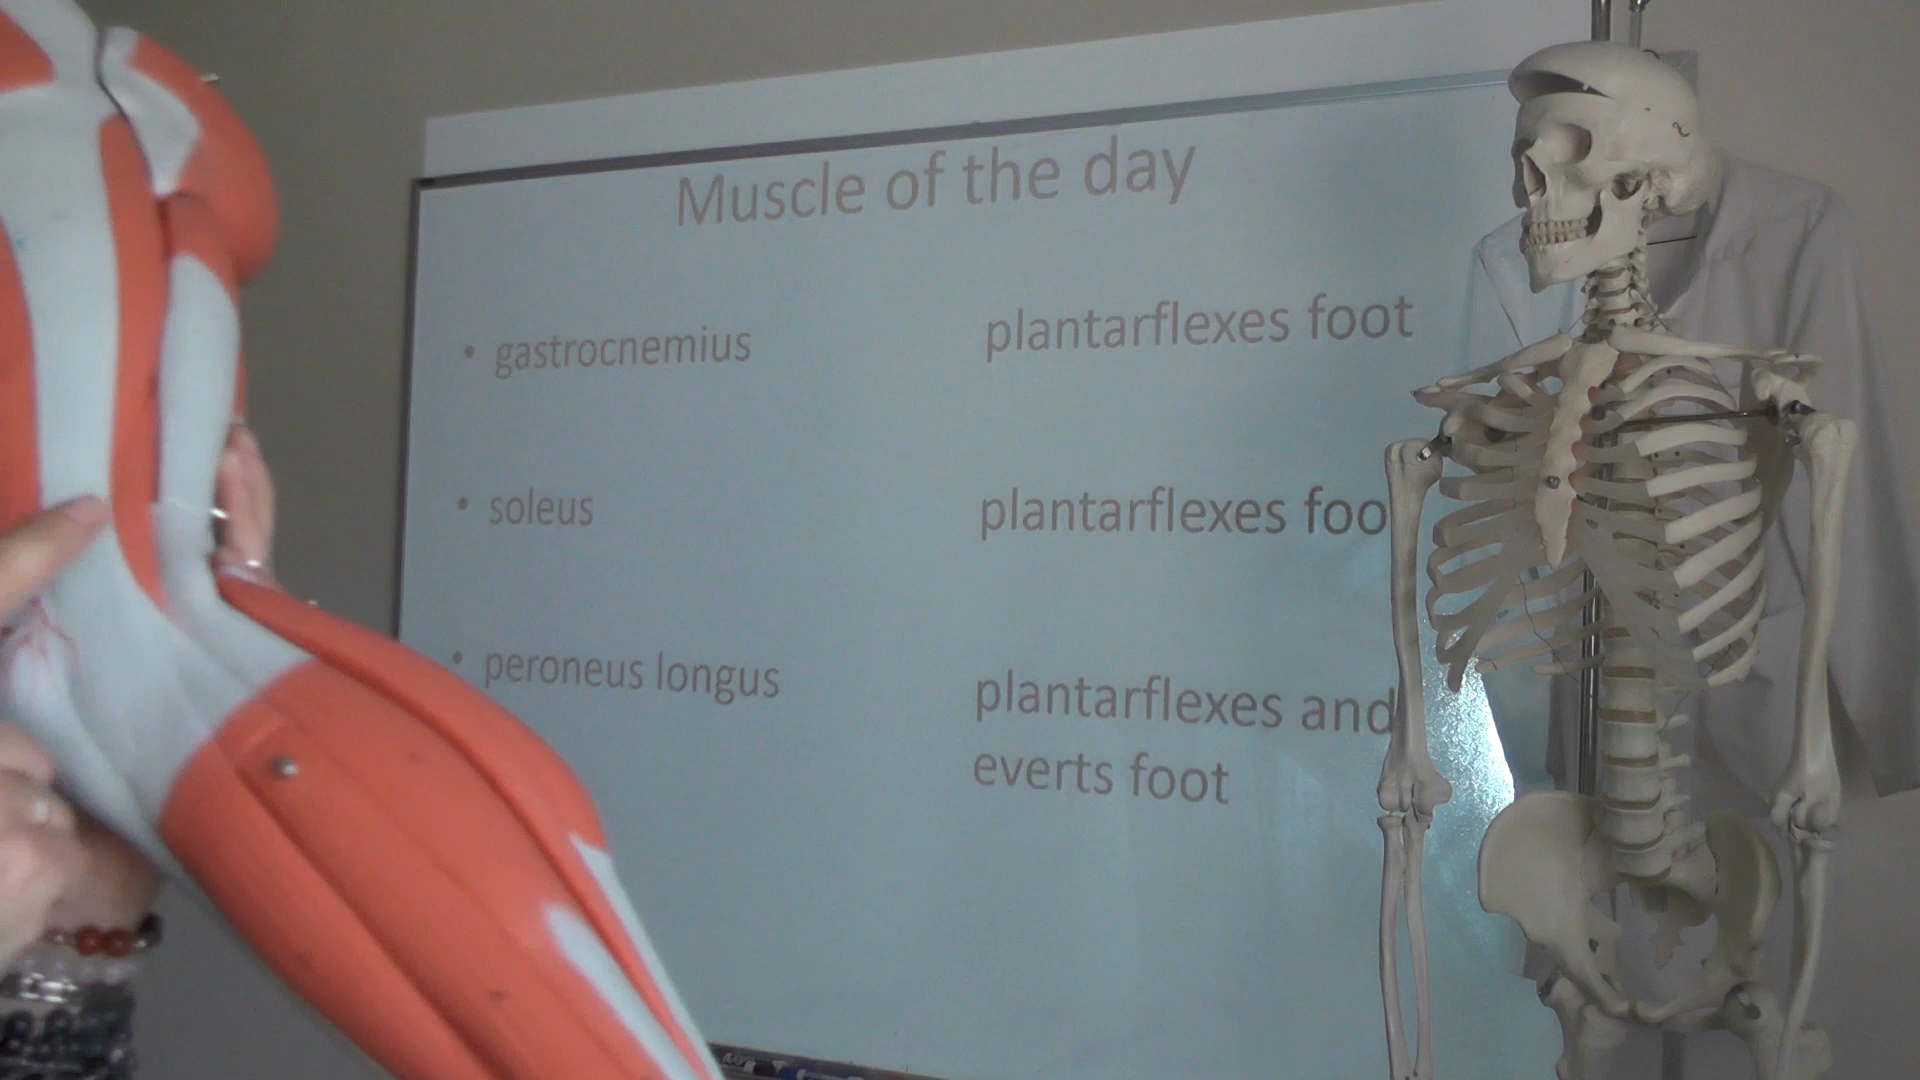 Muscle of the day
• gastrocnemius plantarflexes foot
• soleus plantarflexes foo
• peroneus longus plantarflexes and
everts foot